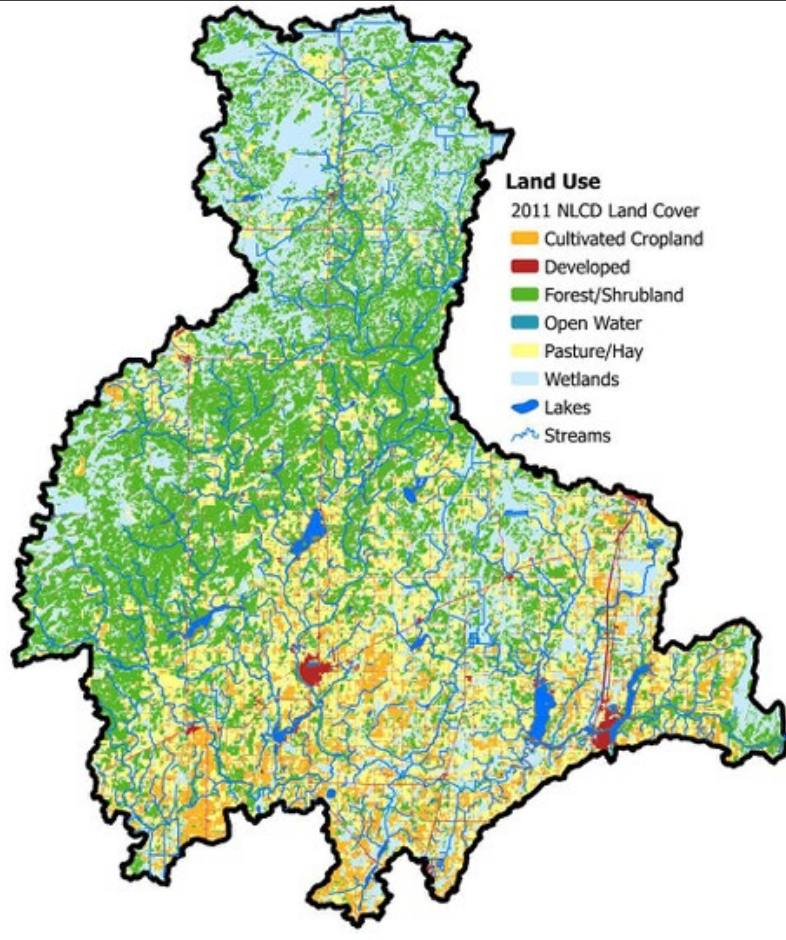 Land Use
2011 NLCD Land Cover
Cultivated Cropland
Developed
Forest/Shrubland
Open Water
Pasture/Hay
Wetlands
Lakes
Streams